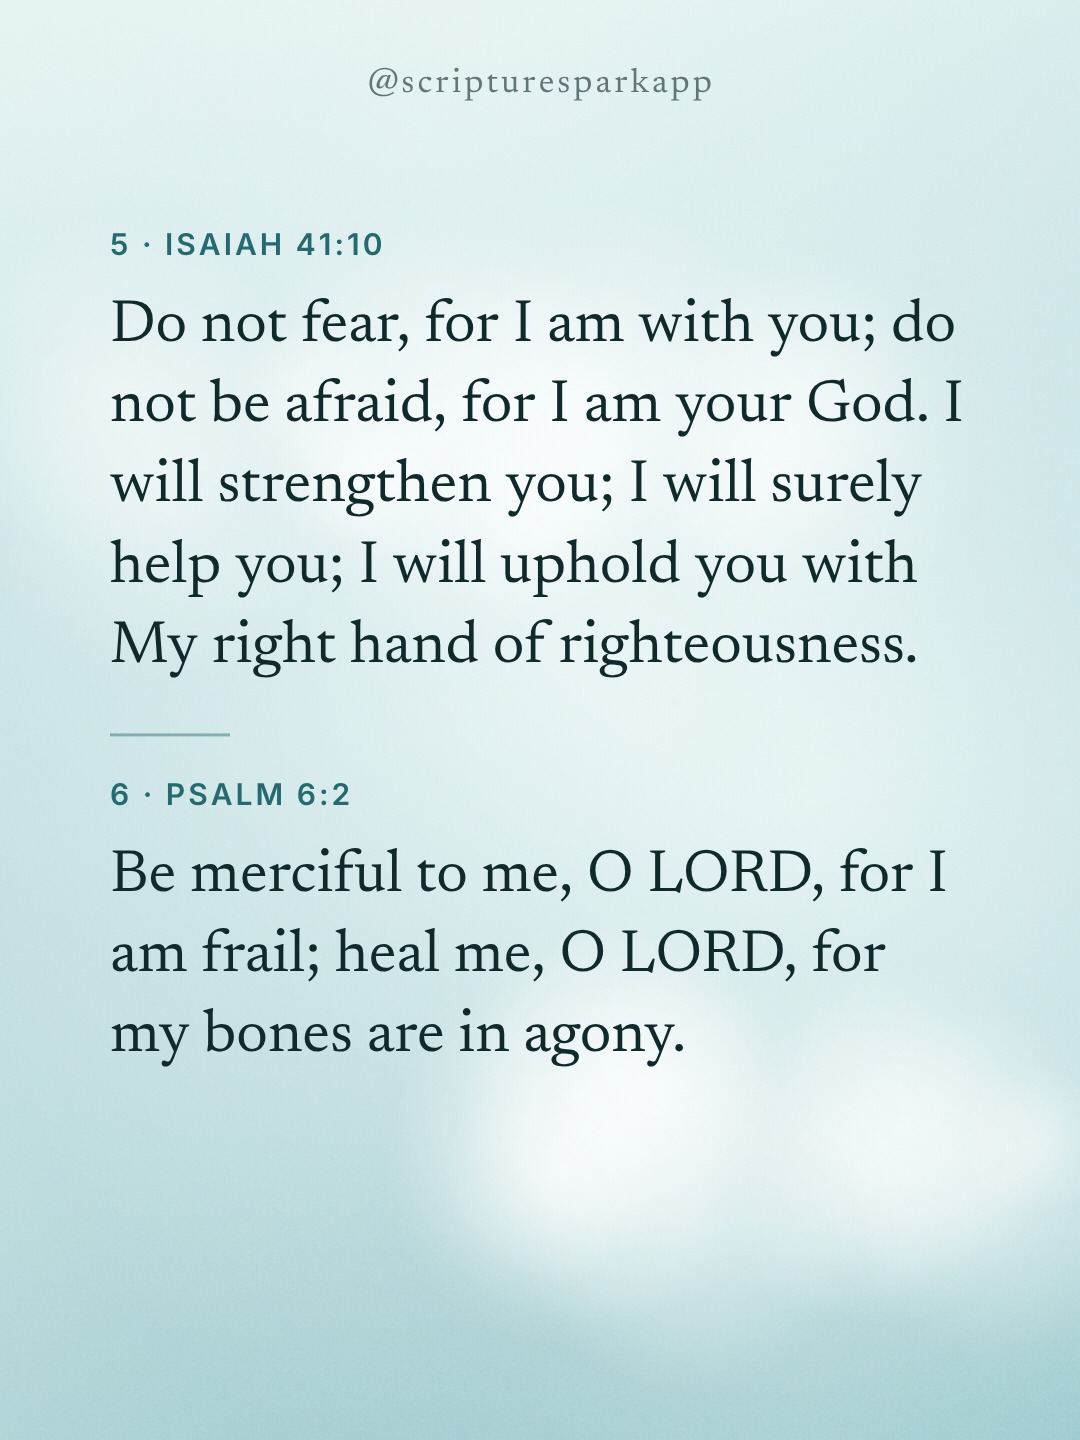 @scripturesparkapp
5 · ISAIAH 41:10
Do not fear, for I am with you; do
not be afraid, for I am your God. I
will strengthen you; I will surely
help you; I will uphold you with
My right hand of righteousness.
6 · PSALM 6:2
Be merciful to me, O LORD, for I
am frail; heal me, O LORD, for
my bones are in agony.